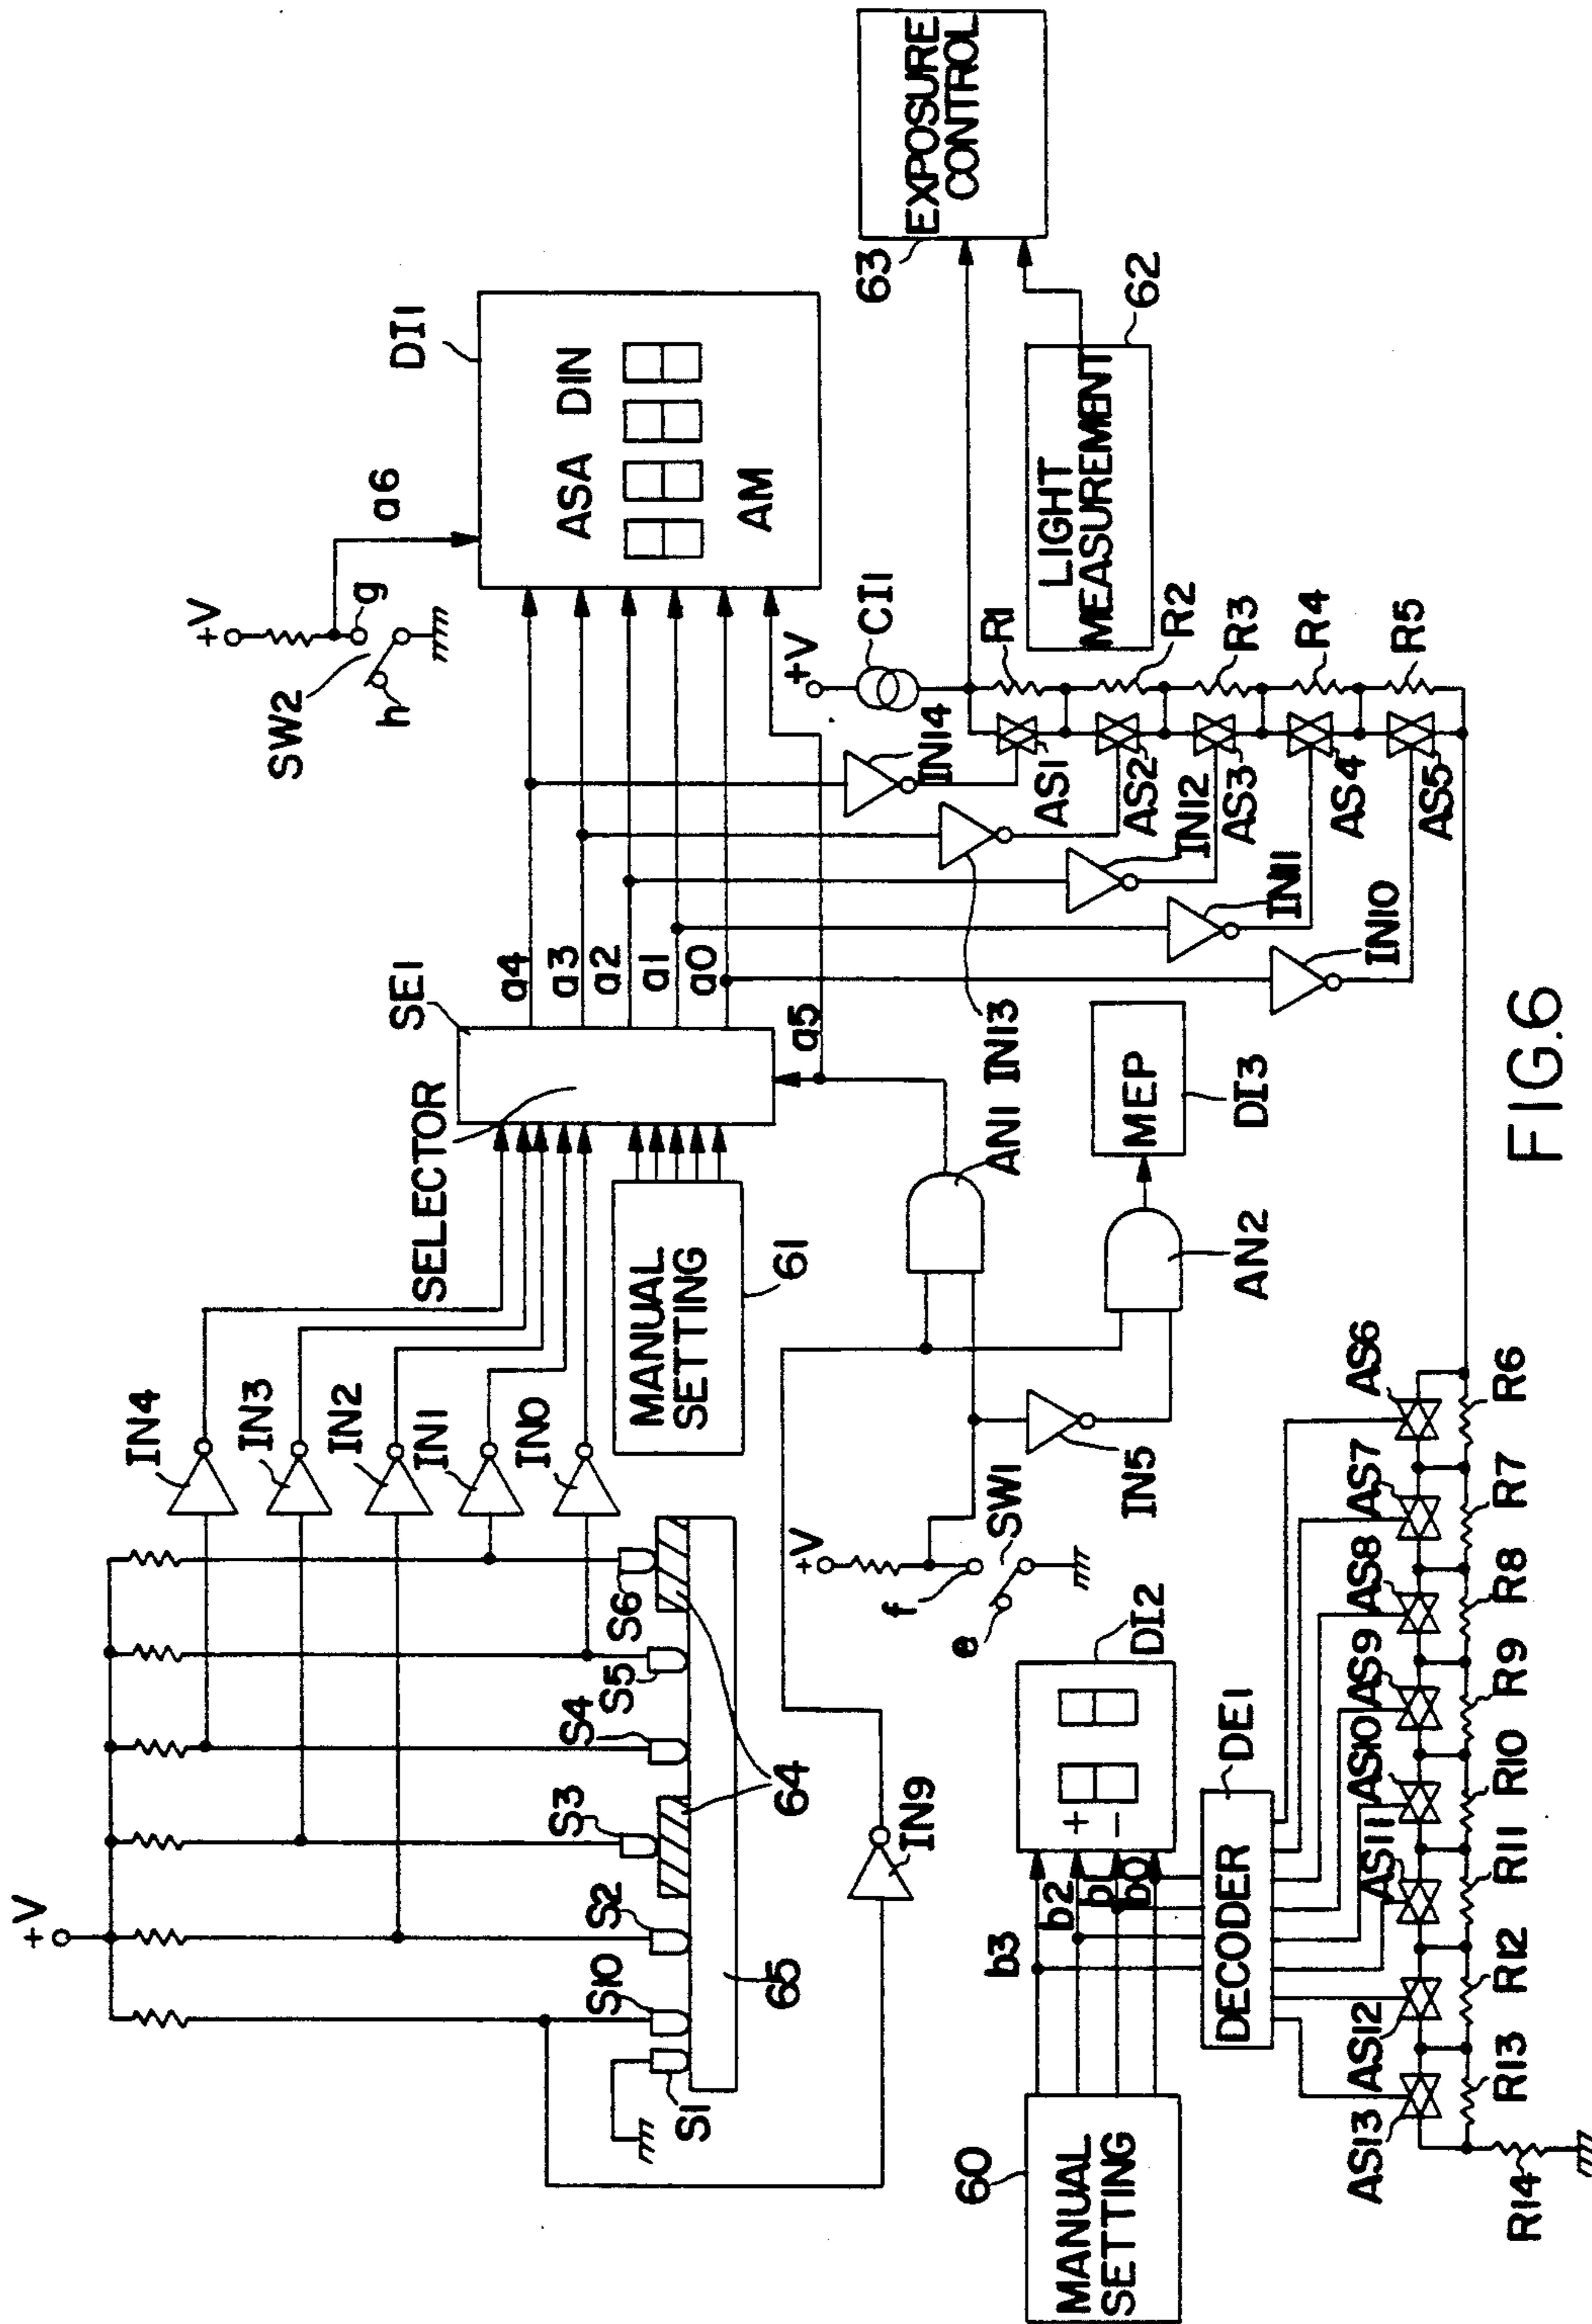 +V
IN4
IN3
IN2
IN1
IN0
S1
S10
S2
S3
S4
S5
S6
64
65
SELECTOR
SE1
MANUAL
SETTING
61
a4
a3
a2
a1
a0
a5
SW2
+V
g
h
a6
DI1
ASA DIN
AM
IN9
+V
f
e
SW1
IN5
AN1
AN2
MEP
DI3
IN14
IN13
IN12
IN11
IN10
+V
CI1
R1
R2
R3
R4
R5
AS1
AS2
AS3
AS4
AS5
LIGHT
MEASUREMENT
62
63
EXPOSURE
CONTROL
60
MANUAL
SETTING
b3
b2
b1
b0
+
−
DI2
DECODER
DE1
AS13
AS12
AS11
AS10
AS9
AS8
AS7
AS6
R14
R13
R12
R11
R10
R9
R8
R7
R6
FIG.6